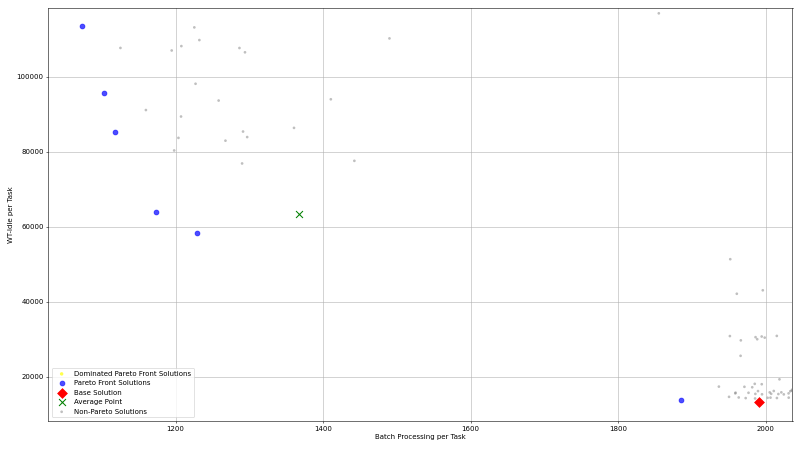 100000
80000
60000
40000
20000
WT-Idle per Task
Dominated Pareto Front Solutions
Pareto Front Solutions
Base Solution
Average Point
Non-Pareto Solutions
1200 1400 1600 1800 2000
Batch Processing per Task